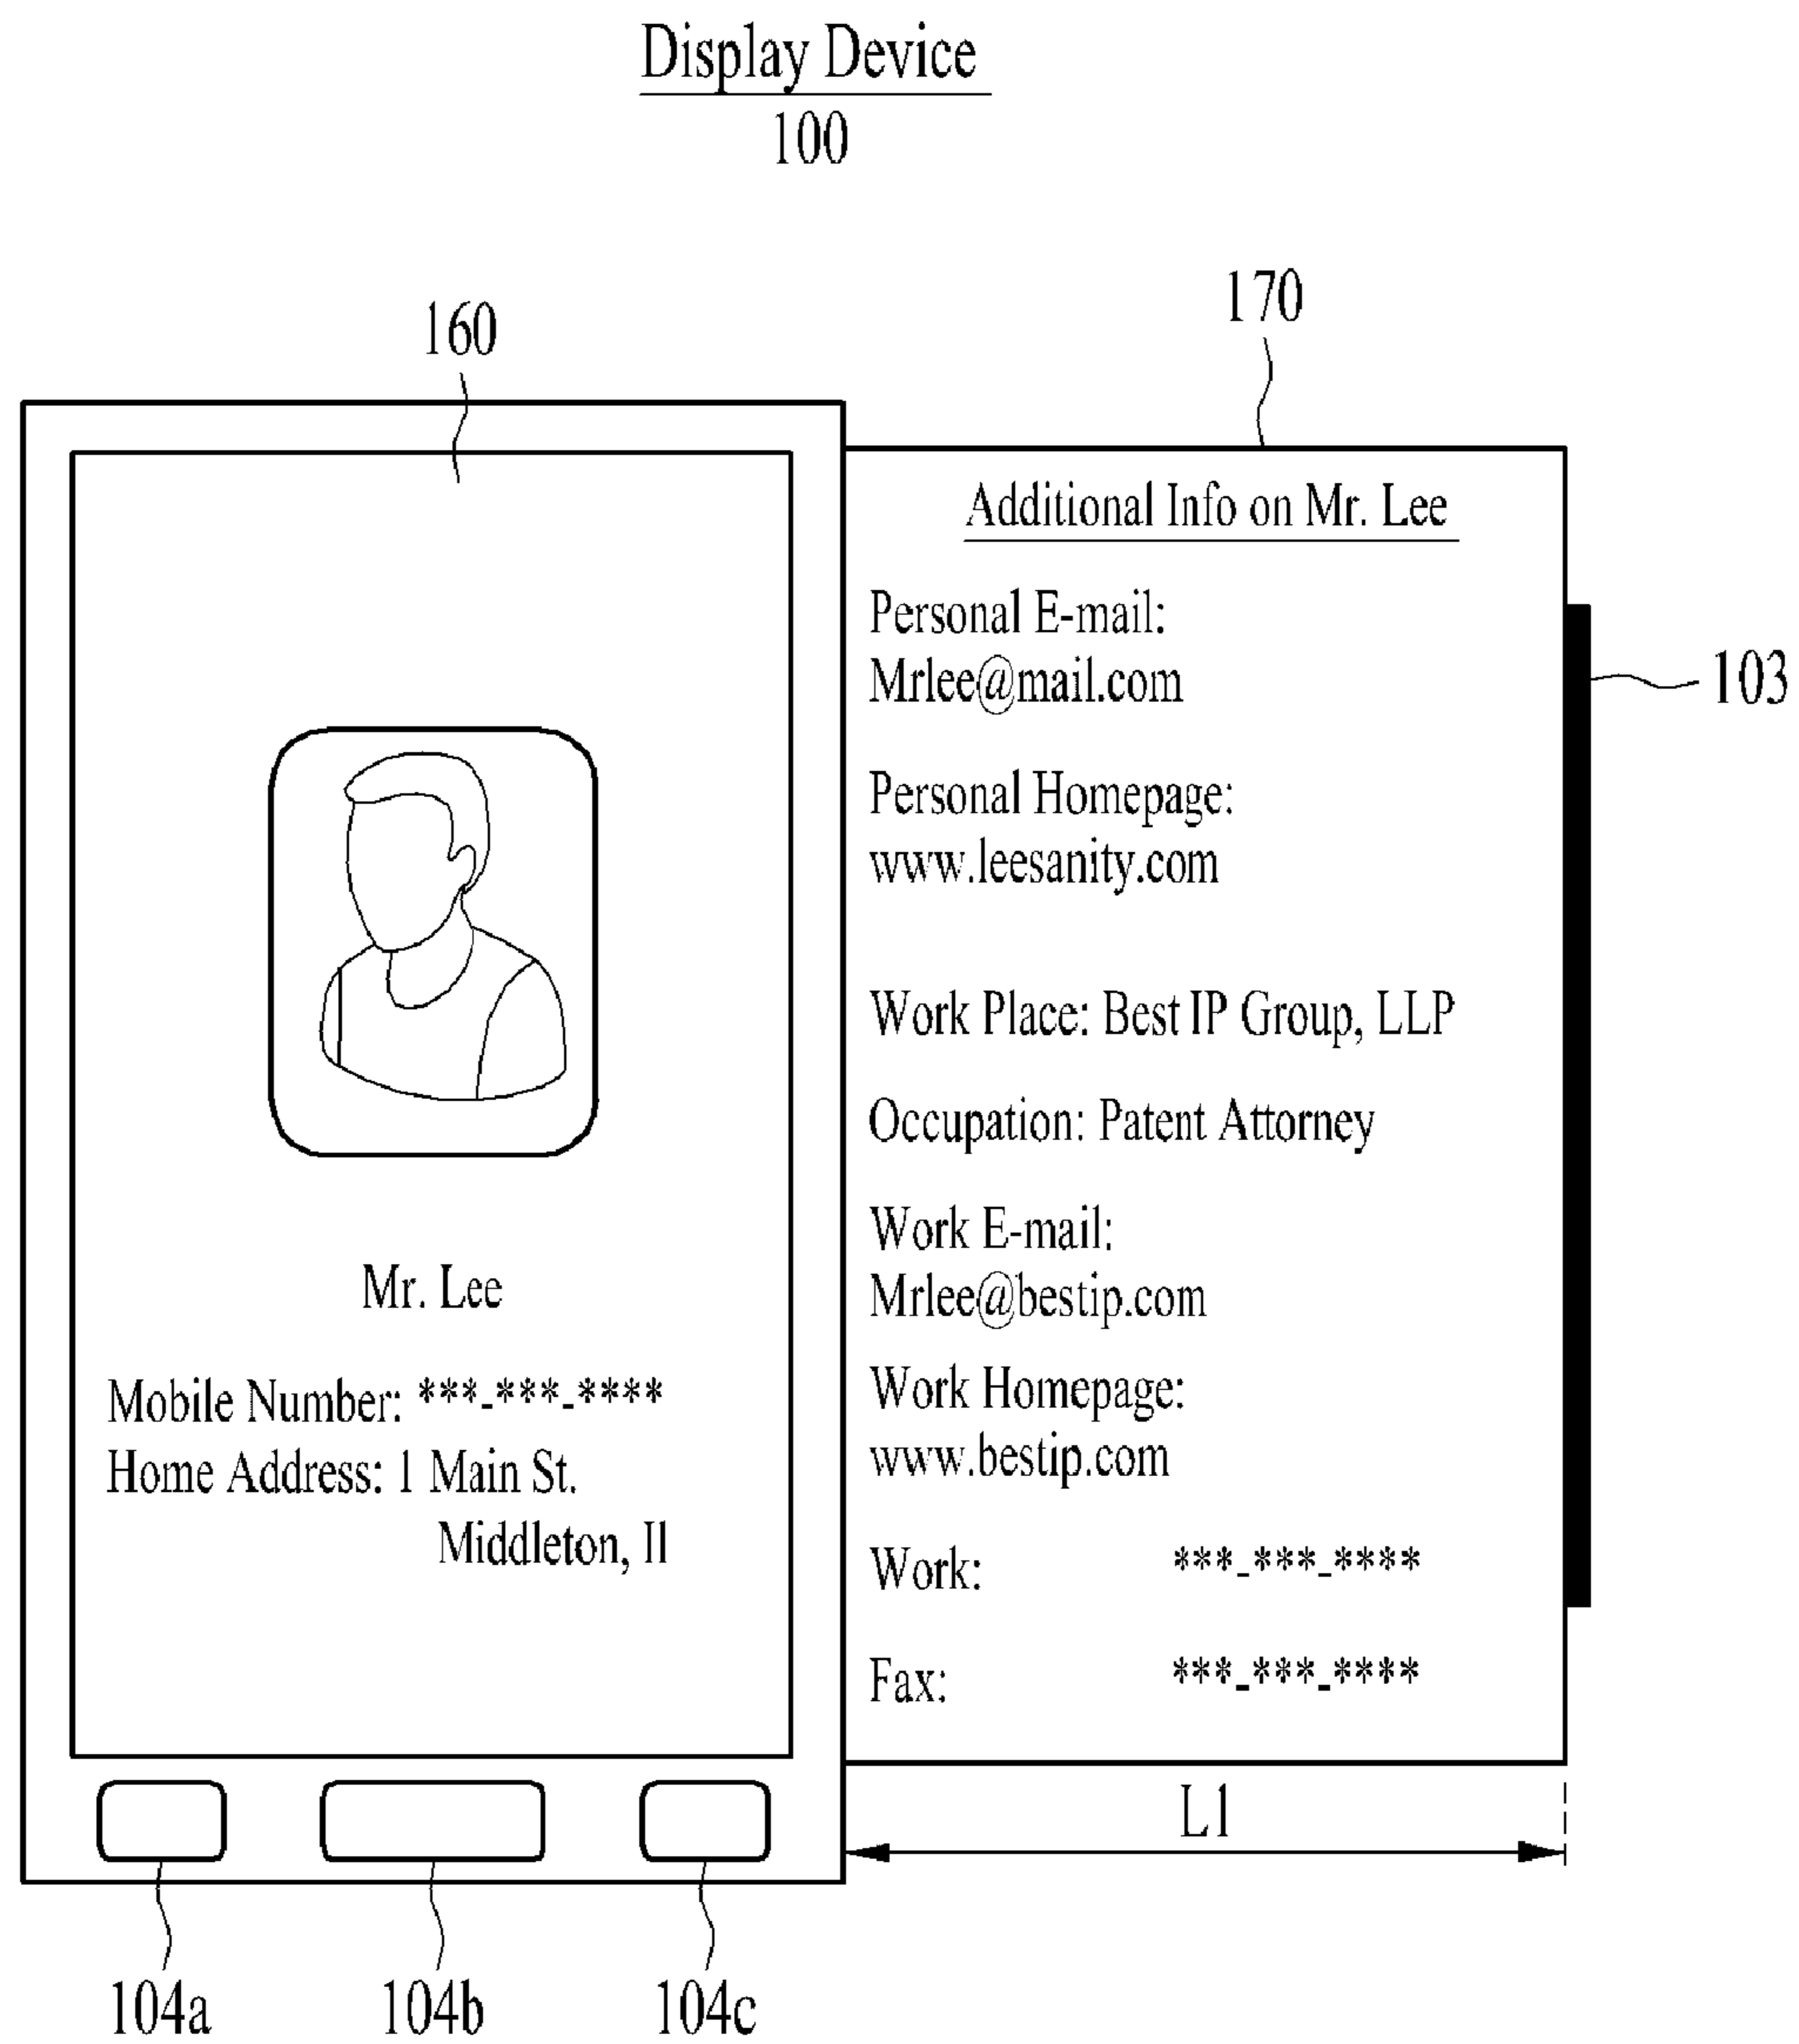 Display Device
100
160
170
103
Mr. Lee
Mobile Number: ***-***-****
Home Address: 1 Main St.
Middleton, Il
Additional Info on Mr. Lee
Personal E-mail:
Mrlee@mail.com
Personal Homepage:
www.leesanity.com
Work Place: Best IP Group, LLP
Occupation: Patent Attorney
Work E-mail:
Mrlee@bestip.com
Work Homepage:
www.bestip.com
Work: ***-***-****
Fax: ***-***-****
L1
104a
104b
104c